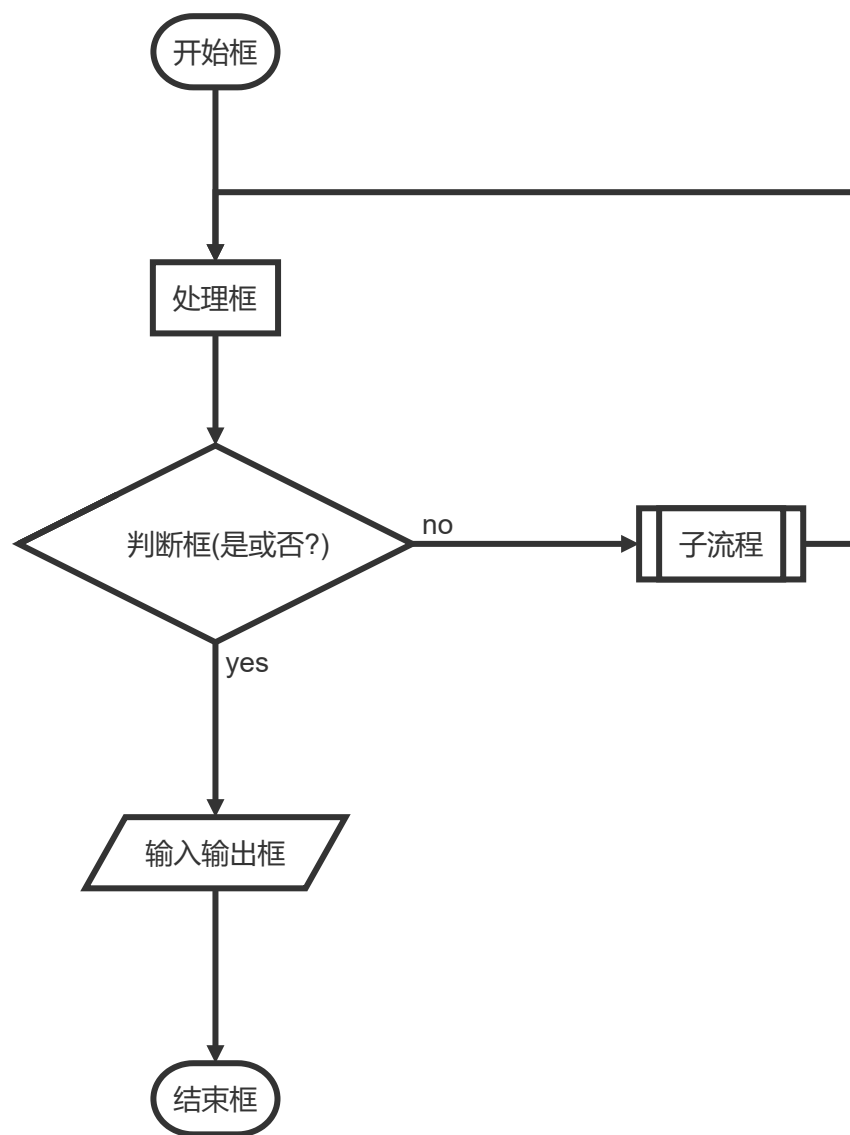 开始框
处理框
判断框(是或否?)
no
子流程
yes
输入输出框
结束框